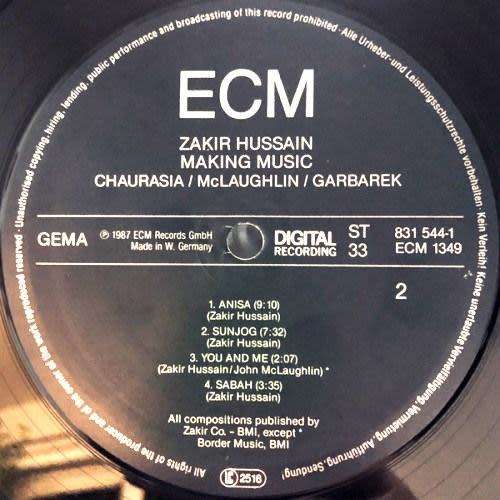 Unauthorised copying, hiring, lending, public performance and broadcasting of this record prohibited · Alle Urheber- und Leistungsschutzrechte vorbehalten · Kein Verleih! Keine unerlaubte Vervielfältigung, Vermietung, Aufführung, Sendung!
ECM
ZAKIR HUSSAIN
MAKING MUSIC
CHAURASIA / McLAUGHLIN / GARBAREK
GEMA
℗ 1987 ECM Records GmbH
Made in W. Germany
DIGITAL
RECORDING
ST
33
831 544-1
ECM 1349
2
1. ANISA (9:10)
(Zakir Hussain)
2. SUNJOG (7:32)
(Zakir Hussain)
3. YOU AND ME (2:07)
(Zakir Hussain/John McLaughlin) *
4. SABAH (3:35)
(Zakir Hussain)
All compositions published by
Zakir Co. - BMI, except *
Border Music, BMI
LC 2516
All rights of the producer and of the owner of the work reproduced reserved ·